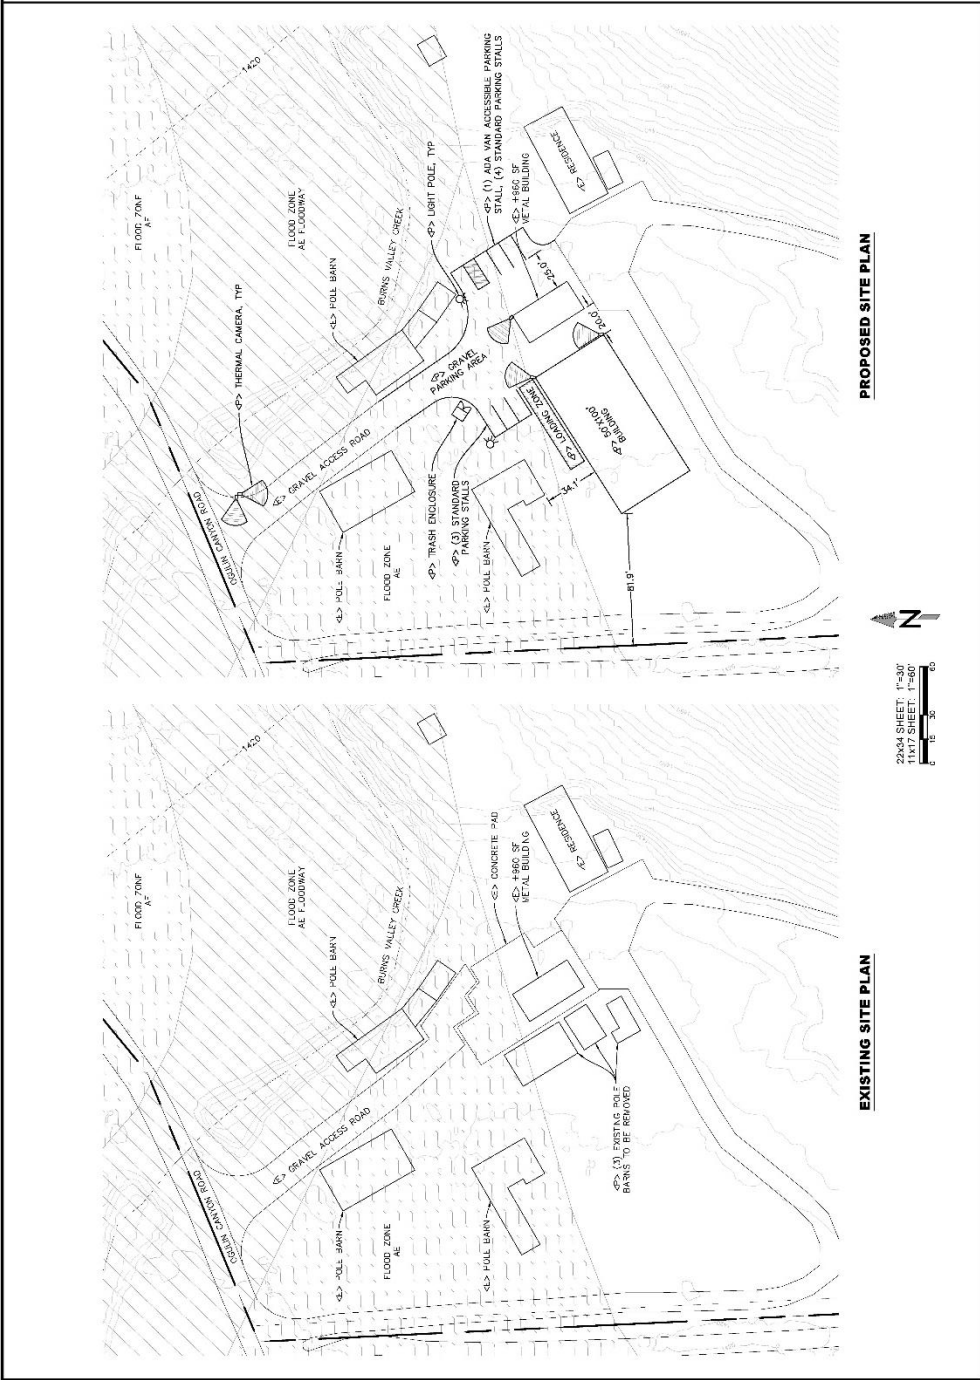 FLOOD ZONE
AE
1420
FLOOD ZONE
AE FLOODWAY
OGULIN CANYON ROAD
<E> POLE BARN
BURNS VALLEY CREEK
<E> GRAVEL ACCESS ROAD
<E> POLE BARN
FLOOD ZONE
AE
<E> CONCRETE PAD
<E> ±960 SF
METAL BUILDING
<E> POLE BARN
<E> RESIDENCE
<P> (3) EXISTING POLE
BARNS TO BE REMOVED
EXISTING SITE PLAN
FLOOD ZONE
AE
1420
FLOOD ZONE
AE FLOODWAY
OGULIN CANYON ROAD
<P> THERMAL CAMERA, TYP
<E> POLE BARN
BURNS VALLEY CREEK
<E> GRAVEL ACCESS ROAD
<E> POLE BARN
FLOOD ZONE
AE
<P> LIGHT POLE, TYP
<P> GRAVEL
PARKING AREA
<P> TRASH ENCLOSURE
<P> (3) STANDARD
PARKING STALLS
<P> (1) ADA VAN ACCESSIBLE PARKING
STALL, (4) STANDARD PARKING STALLS
<E> ±960 SF
METAL BUILDING
<E> POLE BARN
25.0'
<P> LOADING ZONE
34.1'
20.0'
<E> RESIDENCE
<P> 50'X100'
BUILDING
81.9'
PROPOSED SITE PLAN
22x34 SHEET: 1"=30'
11x17 SHEET: 1"=60'
0 15 30 60
N